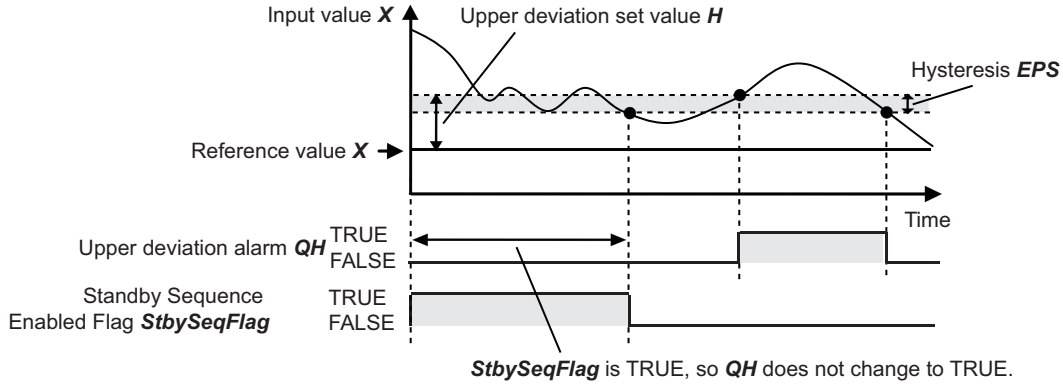 Input value X
Upper deviation set value H
Hysteresis EPS
Reference value X
Time
Upper deviation alarm QH
TRUE
FALSE
Standby Sequence
Enabled Flag StbySeqFlag
TRUE
FALSE
StbySeqFlag is TRUE, so QH does not change to TRUE.